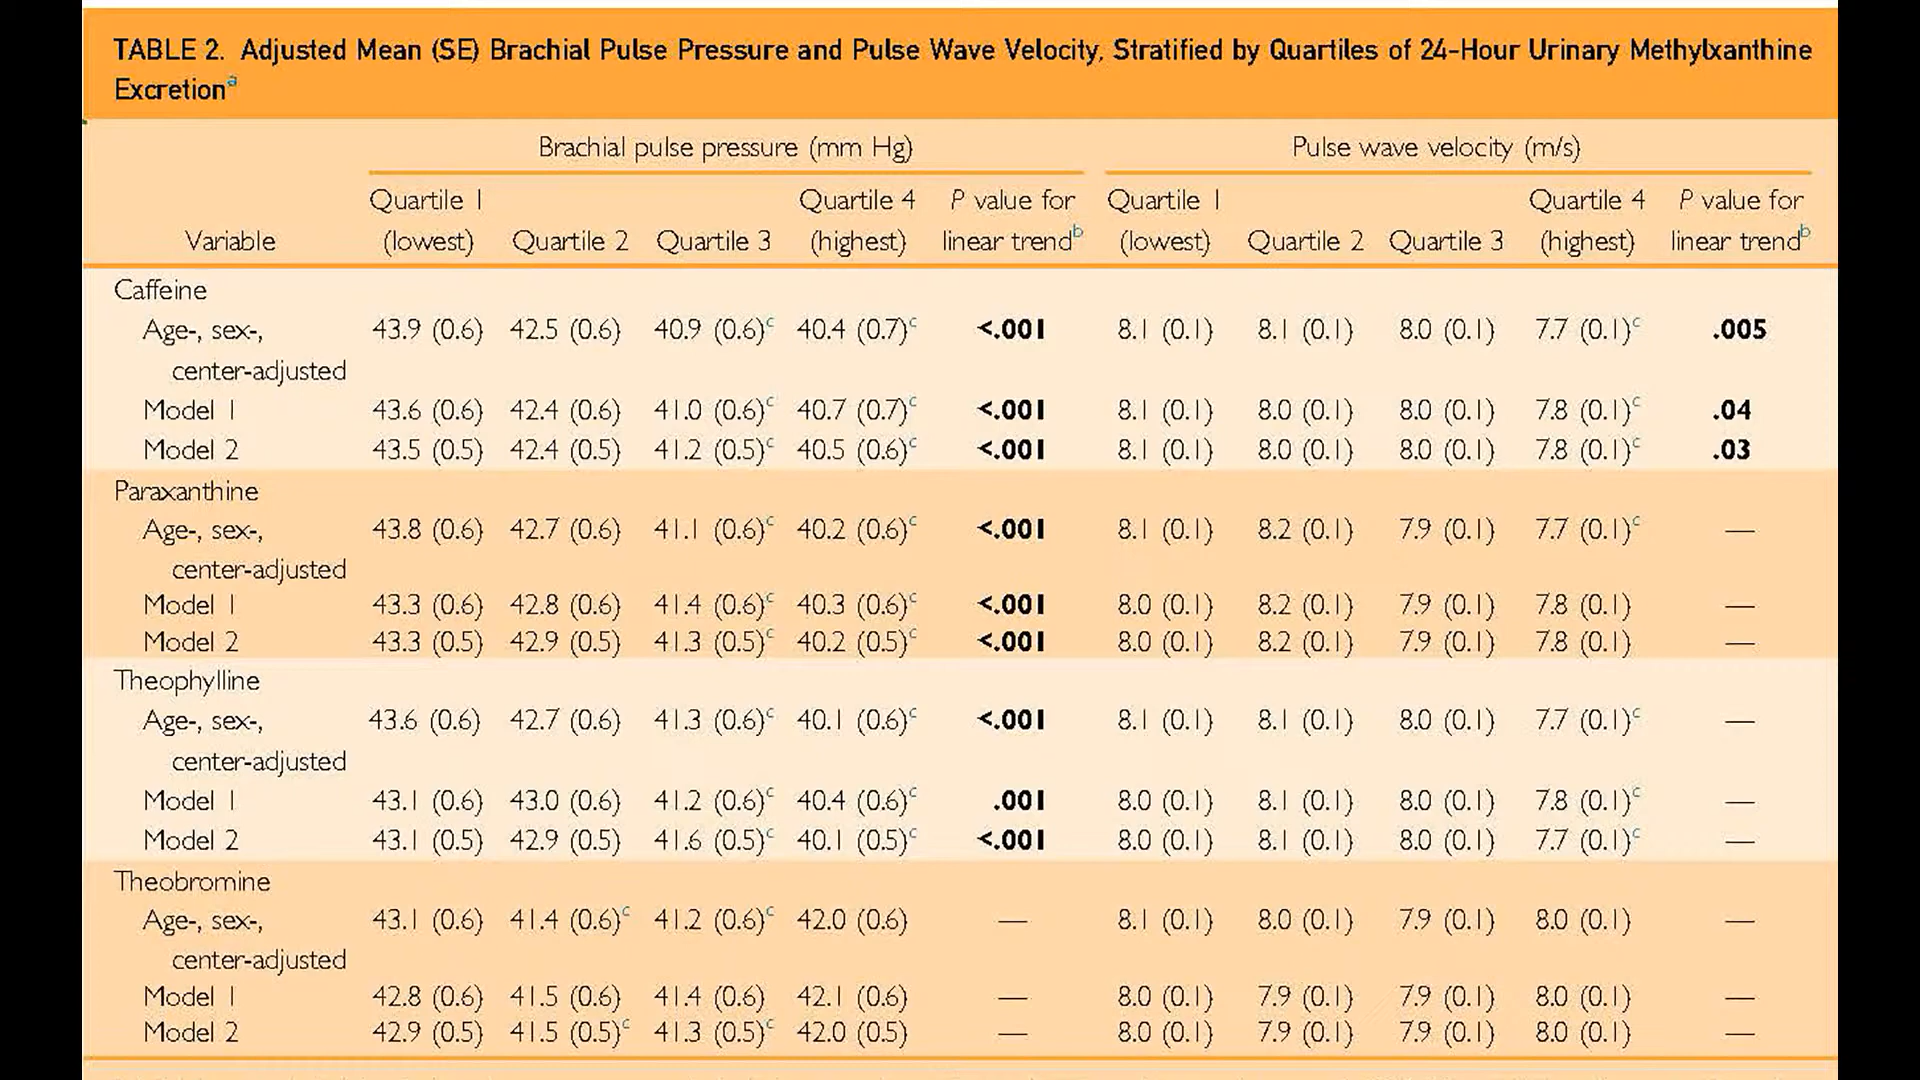 TABLE 2. Adjusted Mean (SE) Brachial Pulse Pressure and Pulse Wave Velocity, Stratified by Quartiles of 24-Hour Urinary Methylxanthine
Excretion^a
Brachial pulse pressure (mm Hg) Pulse wave velocity (m/s)
Quartile 1 Quartile 4 P value for Quartile 1 Quartile 4 P value for
Variable (lowest) Quartile 2 Quartile 3 (highest) linear trend^b (lowest) Quartile 2 Quartile 3 (highest) linear trend^b
Caffeine
Age-, sex-, 43.9 (0.6) 42.5 (0.6) 40.9 (0.6)^c 40.4 (0.7)^c <.001 8.1 (0.1) 8.1 (0.1) 8.0 (0.1) 7.7 (0.1)^c .005
center-adjusted
Model 1 43.6 (0.6) 42.4 (0.6) 41.0 (0.6)^c 40.7 (0.7)^c <.001 8.1 (0.1) 8.0 (0.1) 8.0 (0.1) 7.8 (0.1)^c .04
Model 2 43.5 (0.5) 42.4 (0.5) 41.2 (0.5)^c 40.5 (0.6)^c <.001 8.1 (0.1) 8.0 (0.1) 8.0 (0.1) 7.8 (0.1)^c .03
Paraxanthine
Age-, sex-, 43.8 (0.6) 42.7 (0.6) 41.1 (0.6)^c 40.2 (0.6)^c <.001 8.1 (0.1) 8.2 (0.1) 7.9 (0.1) 7.7 (0.1)^c —
center-adjusted
Model 1 43.3 (0.6) 42.8 (0.6) 41.4 (0.6)^c 40.3 (0.6)^c <.001 8.0 (0.1) 8.2 (0.1) 7.9 (0.1) 7.8 (0.1) —
Model 2 43.3 (0.5) 42.9 (0.5) 41.3 (0.5)^c 40.2 (0.5)^c <.001 8.0 (0.1) 8.2 (0.1) 7.9 (0.1) 7.8 (0.1) —
Theophylline
Age-, sex-, 43.6 (0.6) 42.7 (0.6) 41.3 (0.6)^c 40.1 (0.6)^c <.001 8.1 (0.1) 8.1 (0.1) 8.0 (0.1) 7.7 (0.1)^c —
center-adjusted
Model 1 43.1 (0.6) 43.0 (0.6) 41.2 (0.6)^c 40.4 (0.6)^c .001 8.0 (0.1) 8.1 (0.1) 8.0 (0.1) 7.8 (0.1)^c —
Model 2 43.1 (0.5) 42.9 (0.5) 41.6 (0.5)^c 40.1 (0.5)^c <.001 8.0 (0.1) 8.1 (0.1) 8.0 (0.1) 7.7 (0.1)^c —
Theobromine
Age-, sex-, 43.1 (0.6) 41.4 (0.6)^c 41.2 (0.6)^c 42.0 (0.6) — 8.1 (0.1) 8.0 (0.1) 7.9 (0.1) 8.0 (0.1) —
center-adjusted
Model 1 42.8 (0.6) 41.5 (0.6) 41.4 (0.6) 42.1 (0.6) — 8.0 (0.1) 7.9 (0.1) 7.9 (0.1) 8.0 (0.1) —
Model 2 42.9 (0.5) 41.5 (0.5)^c 41.3 (0.5)^c 42.0 (0.5) — 8.0 (0.1) 7.9 (0.1) 7.9 (0.1) 8.0 (0.1) —